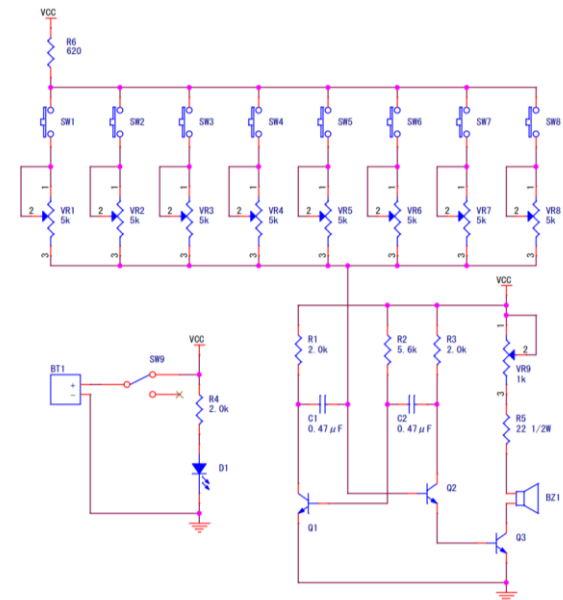 VCC
R6
620
SW1 SW2 SW3 SW4 SW5 SW6 SW7 SW8
1 1 1 1 1 1 1 1
2 VR1 2 VR2 2 VR3 2 VR4 2 VR5 2 VR6 2 VR7 2 VR8
5k 5k 5k 5k 5k 5k 5k 5k
3 3 3 3 3 3 3 3
VCC
1
R1 R2 R3
2.0k 5.6k 2.0k
2
VR9
1k
3
C1 C2
0.47μF 0.47μF
R5
22 1/2W
BZ1
Q1
Q2
Q3
VCC
SW9
BT1
+
-
R4
2.0k
D1